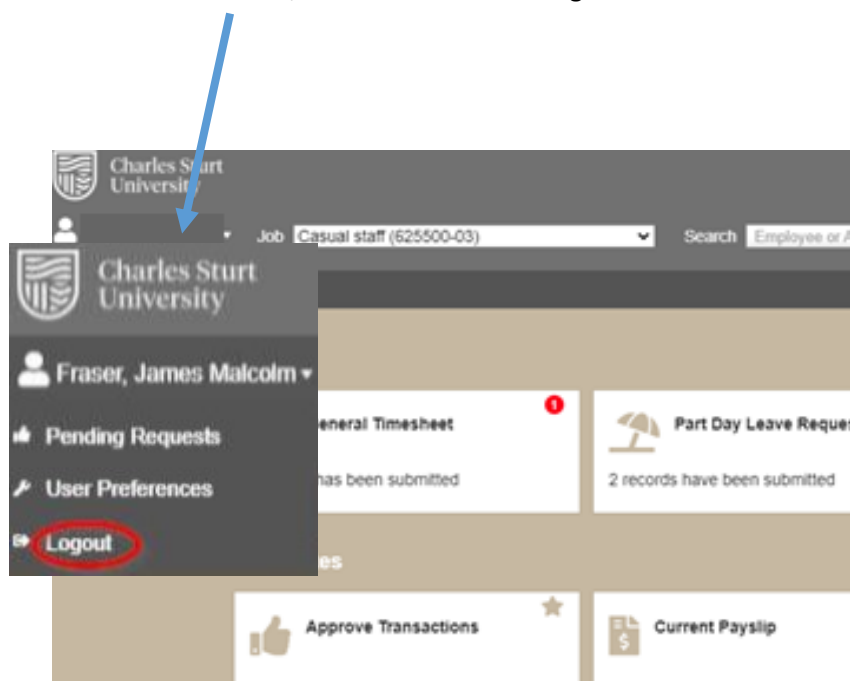 Charles Sturt
University
Job Casual staff (625500-03) Search Employee or A
Charles Sturt
University
Fraser, James Malcolm
Pending Requests
User Preferences
Logout
eneral Timesheet
1
has been submitted
Part Day Leave Reques
2 records have been submitted
es
Approve Transactions
Current Payslip